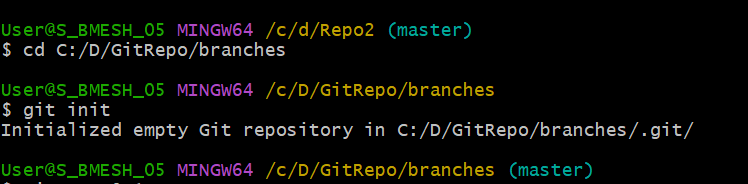 User@S_BMESH_05 MINGW64 /c/d/Repo2 (master)
$ cd C:/D/GitRepo/branches
User@S_BMESH_05 MINGW64 /c/D/GitRepo/branches
$ git init
Initialized empty Git repository in C:/D/GitRepo/branches/.git/
User@S_BMESH_05 MINGW64 /c/D/GitRepo/branches (master)